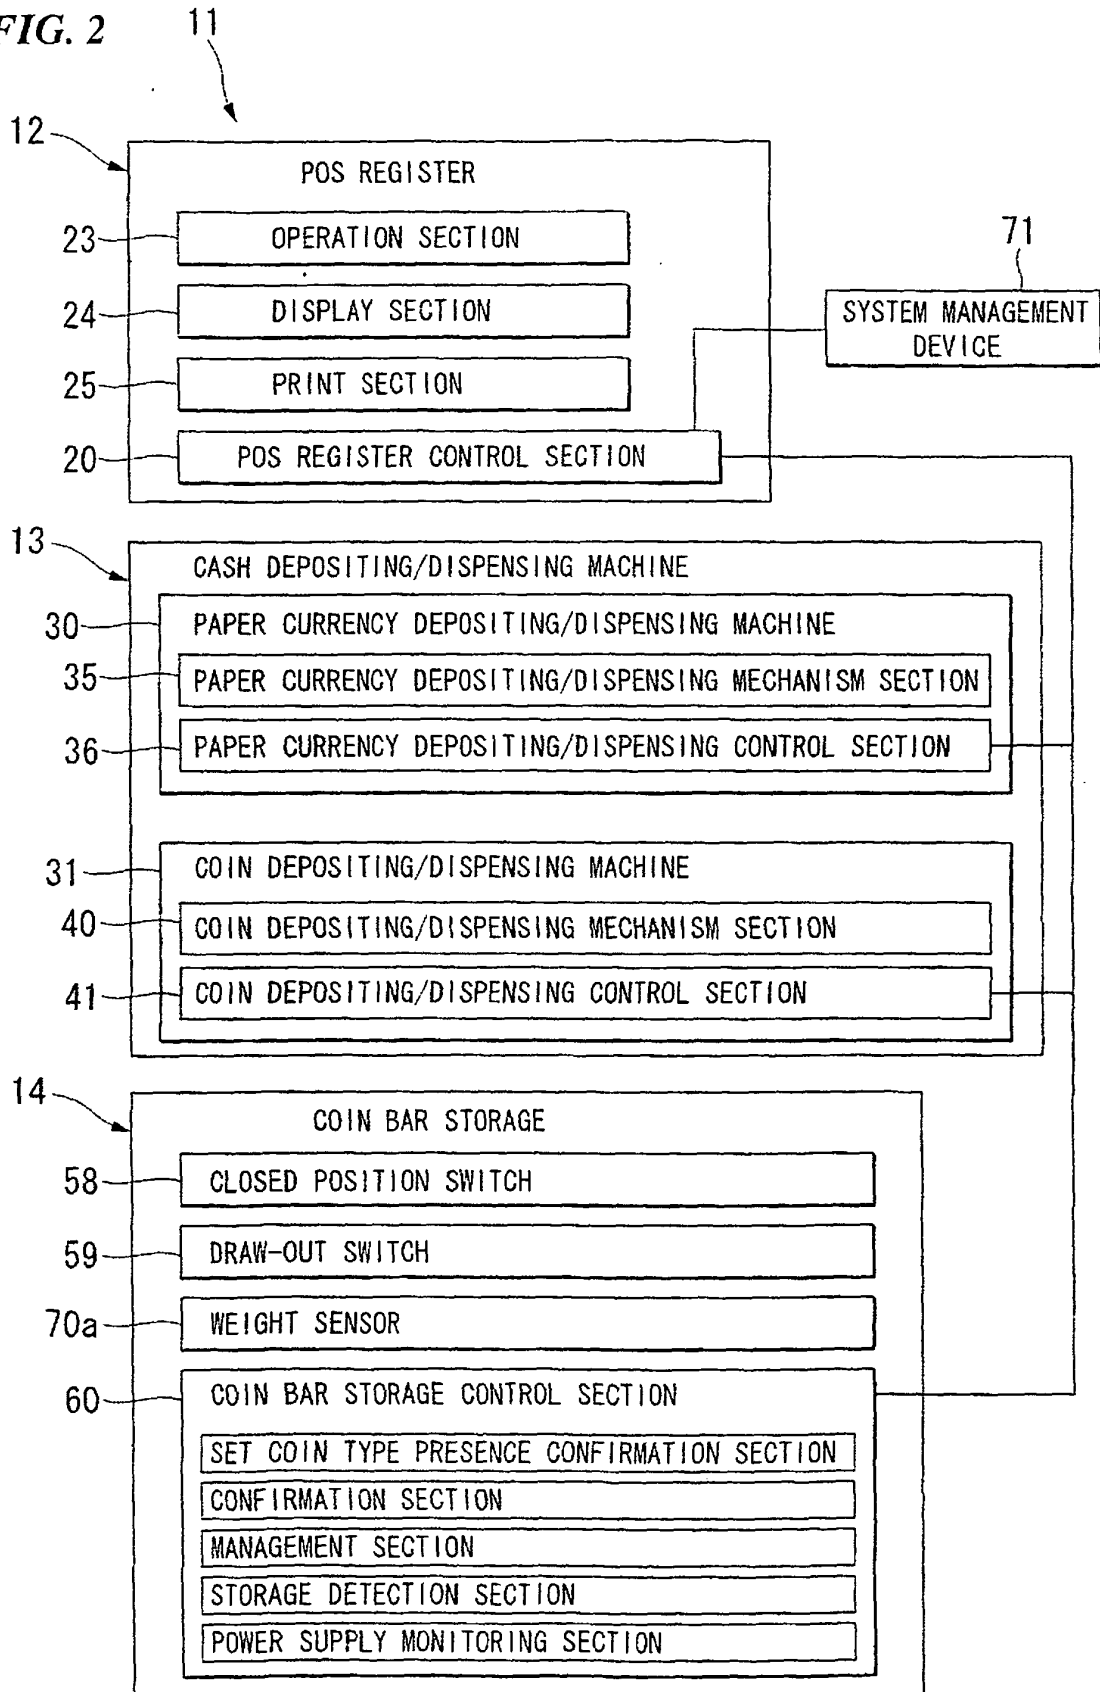 FIG. 2
11
12
POS REGISTER
23
OPERATION SECTION
24
DISPLAY SECTION
25
PRINT SECTION
20
POS REGISTER CONTROL SECTION
71
SYSTEM MANAGEMENT
DEVICE
13
CASH DEPOSITING/DISPENSING MACHINE
30
PAPER CURRENCY DEPOSITING/DISPENSING MACHINE
35
PAPER CURRENCY DEPOSITING/DISPENSING MECHANISM SECTION
36
PAPER CURRENCY DEPOSITING/DISPENSING CONTROL SECTION
31
COIN DEPOSITING/DISPENSING MACHINE
40
COIN DEPOSITING/DISPENSING MECHANISM SECTION
41
COIN DEPOSITING/DISPENSING CONTROL SECTION
14
COIN BAR STORAGE
58
CLOSED POSITION SWITCH
59
DRAW-OUT SWITCH
70a
WEIGHT SENSOR
60
COIN BAR STORAGE CONTROL SECTION
SET COIN TYPE PRESENCE CONFIRMATION SECTION
CONFIRMATION SECTION
MANAGEMENT SECTION
STORAGE DETECTION SECTION
POWER SUPPLY MONITORING SECTION